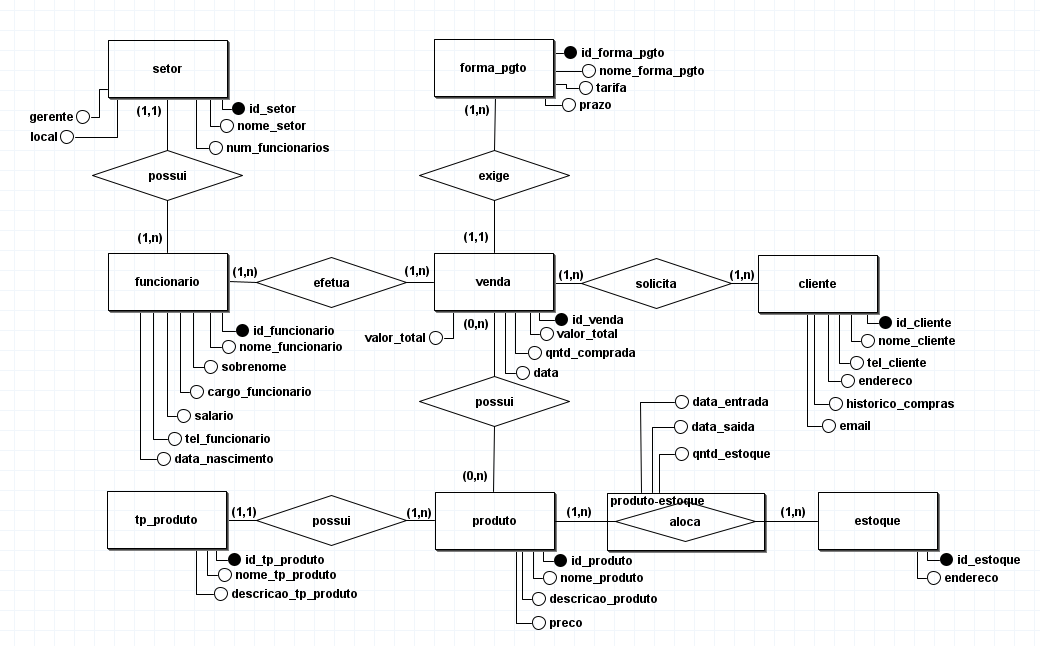 setor
forma_pgto
id_forma_pgto
nome_forma_pgto
tarifa
prazo
gerente
local
(1,1)
id_setor
nome_setor
num_funcionarios
(1,n)
possui
exige
(1,n)
(1,1)
funcionario
(1,n)
efetua
(1,n)
venda
(1,n)
solicita
(1,n)
cliente
id_funcionario
nome_funcionario
sobrenome
cargo_funcionario
salario
tel_funcionario
data_nascimento
valor_total
(0,n)
id_venda
valor_total
qntd_comprada
data
id_cliente
nome_cliente
tel_cliente
endereco
historico_compras
email
possui
(0,n)
data_entrada
data_saida
qntd_estoque
tp_produto
(1,1)
possui
(1,n)
produto
(1,n)
produto-estoque
aloca
(1,n)
estoque
id_tp_produto
nome_tp_produto
descricao_tp_produto
id_produto
nome_produto
descricao_produto
preco
id_estoque
endereco